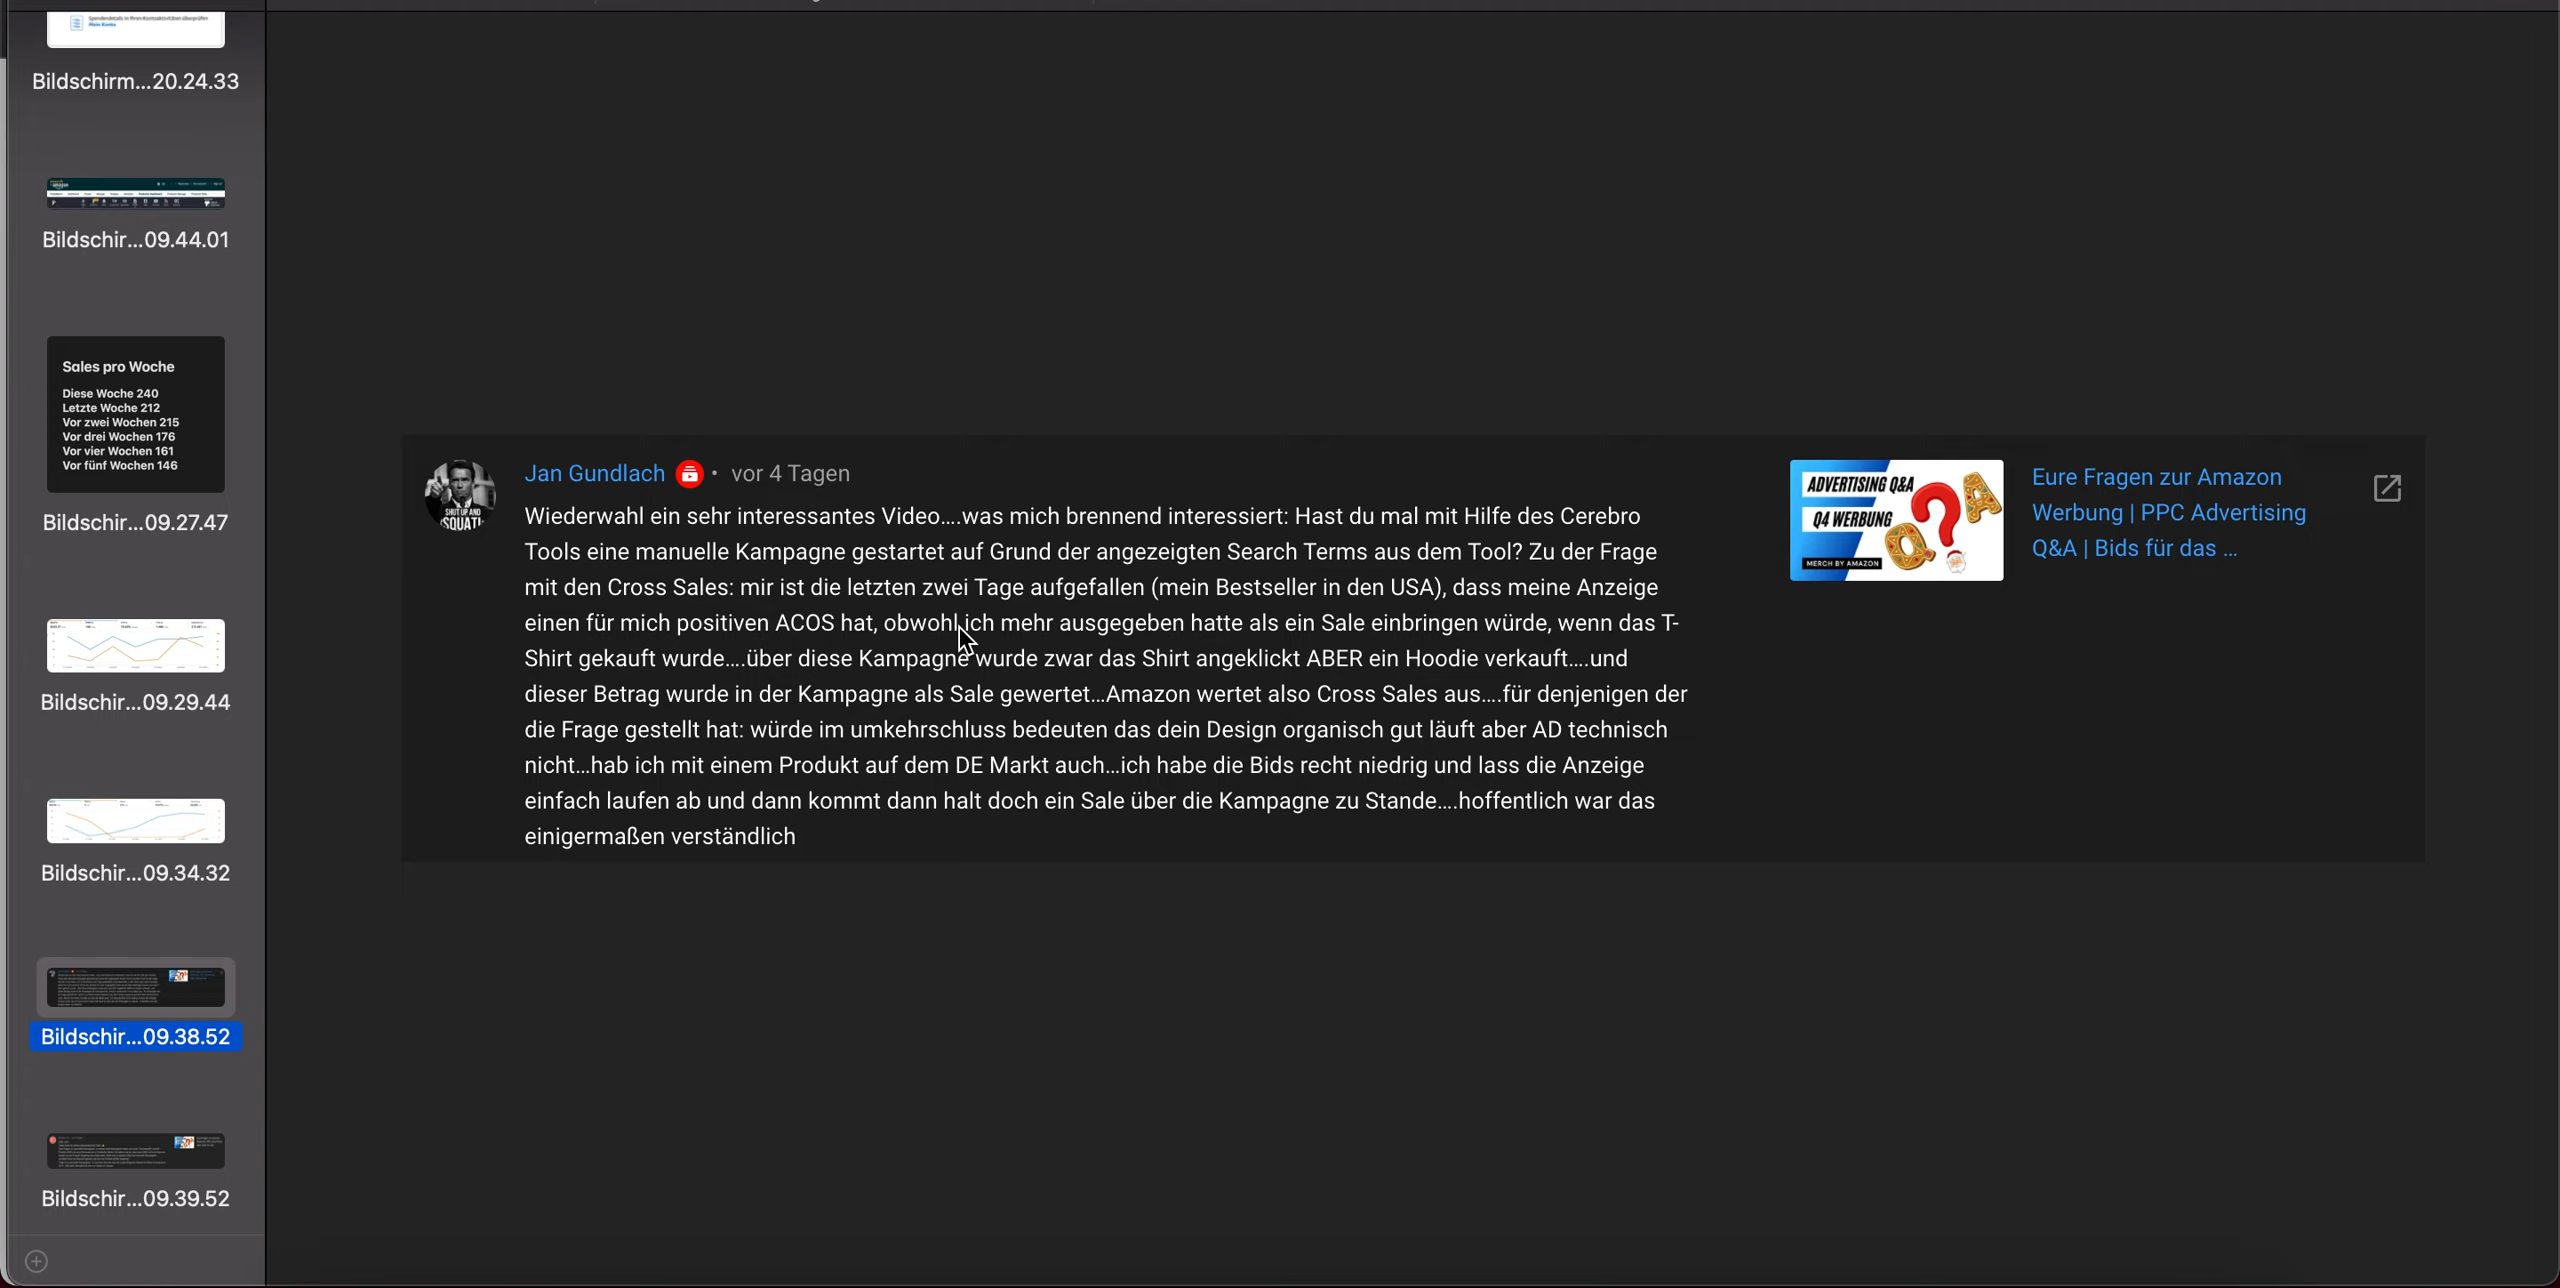 Spendendetails in Ihren Kontoaktivitäten überprüfen
Mein Konto
Bildschirm...20.24.33
Bildschir...09.44.01
Sales pro Woche
Diese Woche 240
Letzte Woche 212
Vor zwei Wochen 215
Vor drei Wochen 176
Vor vier Wochen 161
Vor fünf Wochen 146
Bildschir...09.27.47
Bildschir...09.29.44
Bildschir...09.34.32
Bildschir...09.38.52
Bildschir...09.39.52
Jan Gundlach • vor 4 Tagen
Wiederwahl ein sehr interessantes Video....was mich brennend interessiert: Hast du mal mit Hilfe des Cerebro
Tools eine manuelle Kampagne gestartet auf Grund der angezeigten Search Terms aus dem Tool? Zu der Frage
mit den Cross Sales: mir ist die letzten zwei Tage aufgefallen (mein Bestseller in den USA), dass meine Anzeige
einen für mich positiven ACOS hat, obwohl ich mehr ausgegeben hatte als ein Sale einbringen würde, wenn das T-
Shirt gekauft wurde....über diese Kampagne wurde zwar das Shirt angeklickt ABER ein Hoodie verkauft....und
dieser Betrag wurde in der Kampagne als Sale gewertet...Amazon wertet also Cross Sales aus....für denjenigen der
die Frage gestellt hat: würde im umkehrschluss bedeuten das dein Design organisch gut läuft aber AD technisch
nicht...hab ich mit einem Produkt auf dem DE Markt auch...ich habe die Bids recht niedrig und lass die Anzeige
einfach laufen ab und dann kommt dann halt doch ein Sale über die Kampagne zu Stande....hoffentlich war das
einigermaßen verständlich
SHUT UP AND
SQUAT!
ADVERTISING Q&A
Q4 WERBUNG
MERCH BY AMAZON
Q
A
Eure Fragen zur Amazon
Werbung | PPC Advertising
Q&A | Bids für das ...